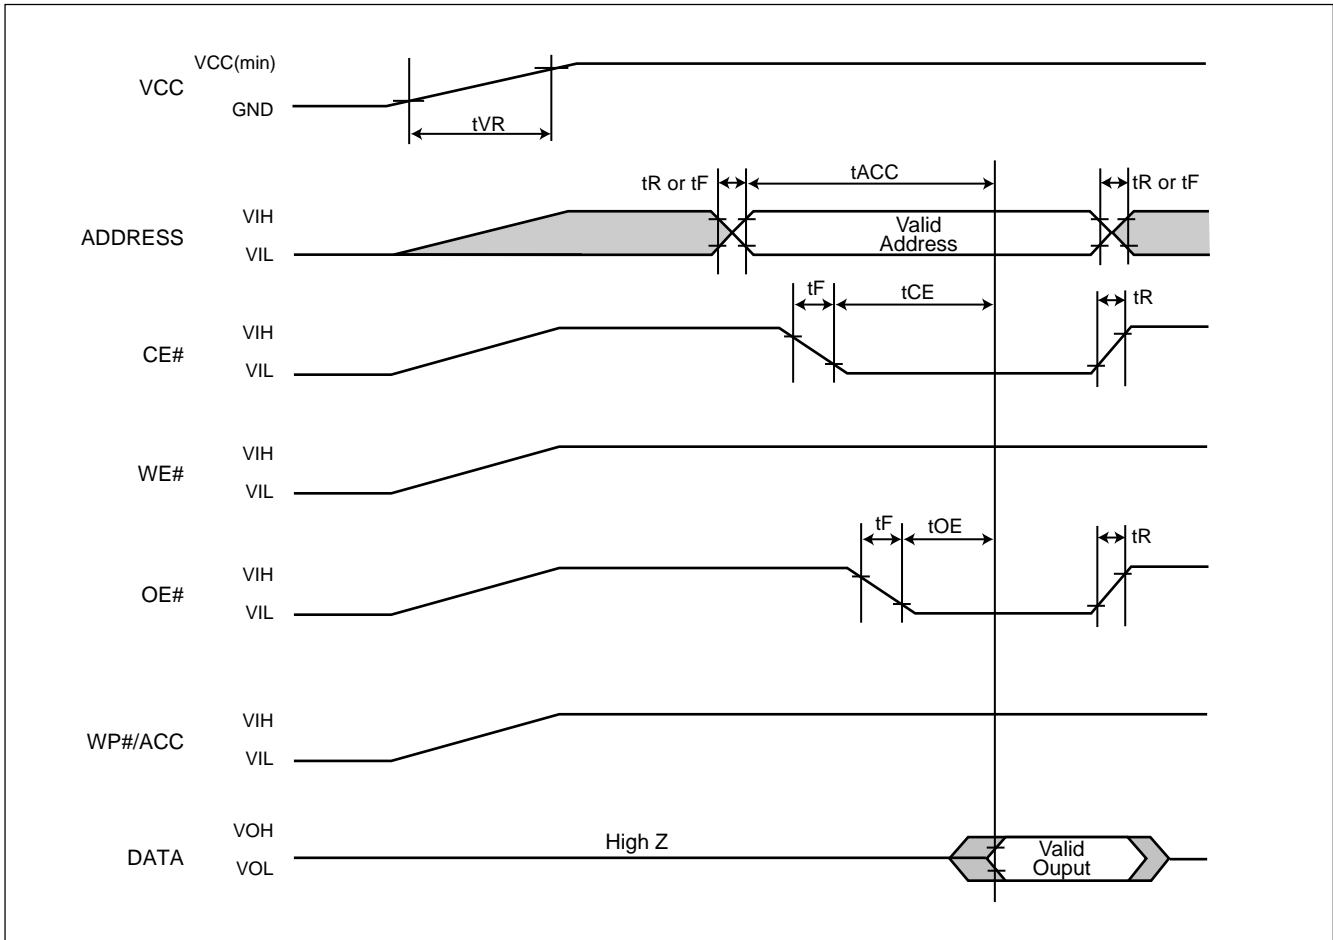 VCC(min)
VCC
GND
tVR
tR or tF
tACC
tR or tF
VIH
ADDRESS
VIL
Valid
Address
tF
tCE
tR
VIH
CE#
VIL
VIH
WE#
VIL
tF
tOE
tR
VIH
OE#
VIL
VIH
WP#/ACC
VIL
VOH
DATA
VOL
High Z
Valid
Ouput